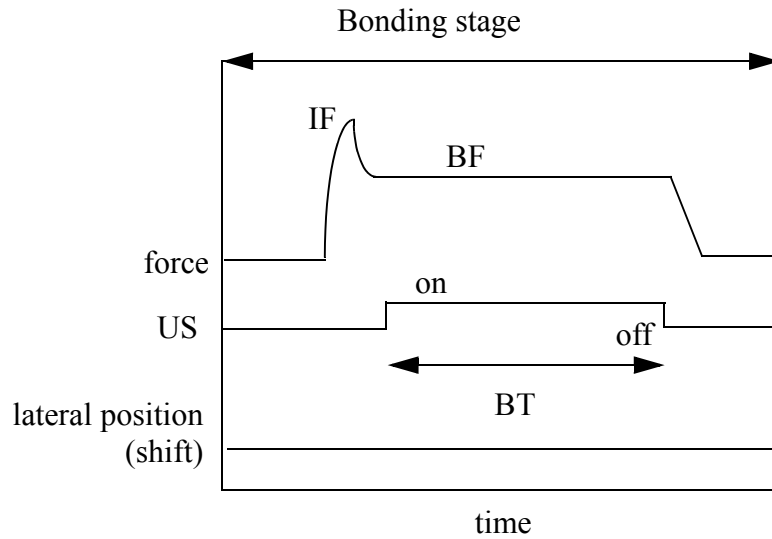 Bonding stage
IF
BF
force
on
US
off
BT
lateral position
(shift)
time